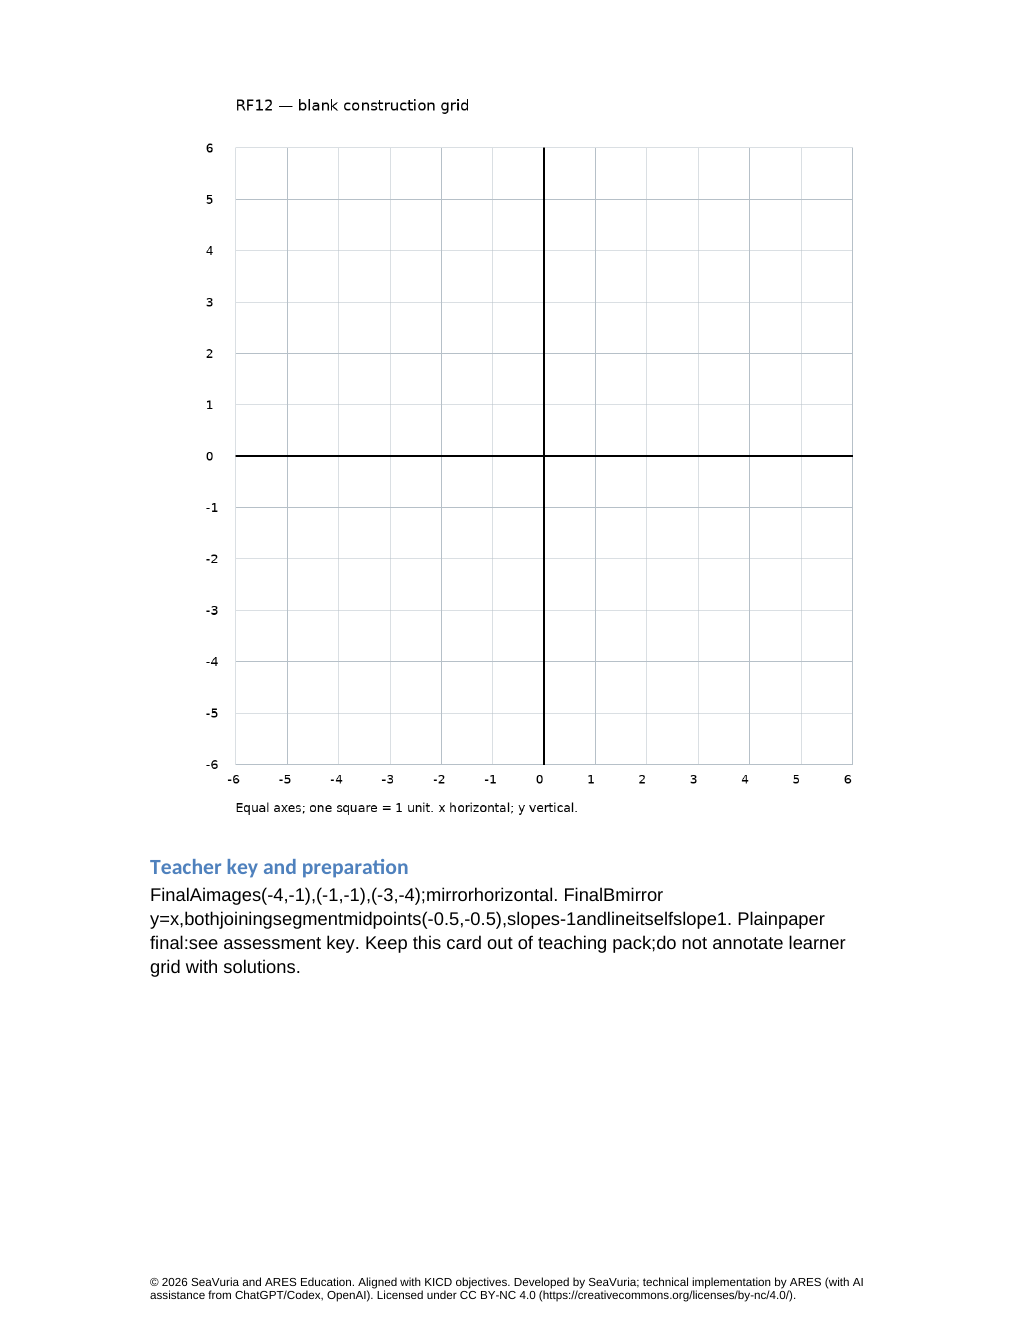 RF12 — blank construction grid
6
5
4
3
2
1
0
-1
-2
-3
-4
-5
-6
-6 -5 -4 -3 -2 -1 0 1 2 3 4 5 6
Equal axes; one square = 1 unit. x horizontal; y vertical.
Teacher key and preparation
FinalAimages(-4,-1),(-1,-1),(-3,-4);mirrorhorizontal. FinalBmirror
y=x,bothjoiningsegmentmidpoints(-0.5,-0.5),slopes-1andlineitselfslope1. Plainpaper
final:see assessment key. Keep this card out of teaching pack;do not annotate learner
grid with solutions.
© 2026 SeaVuria and ARES Education. Aligned with KICD objectives. Developed by SeaVuria; technical implementation by ARES (with AI
assistance from ChatGPT/Codex, OpenAI). Licensed under CC BY-NC 4.0 (https://creativecommons.org/licenses/by-nc/4.0/).